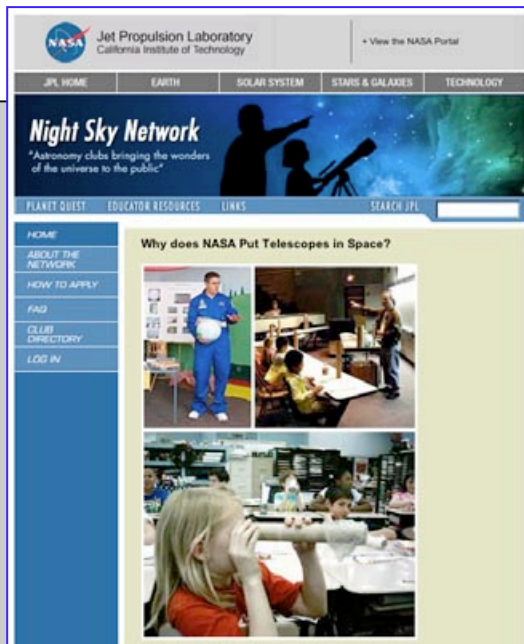 NASA
Jet Propulsion Laboratory
California Institute of Technology
+ View the NASA Portal
JPL HOME EARTH SOLAR SYSTEM STARS & GALAXIES TECHNOLOGY
Night Sky Network
"Astronomy clubs bringing the wonders
of the universe to the public"
PLANET QUEST EDUCATOR RESOURCES LINKS SEARCH JPL
HOME
ABOUT THE
NETWORK
HOW TO APPLY
FAQ
CLUB
DIRECTORY
LOG IN
Why does NASA Put Telescopes in Space?